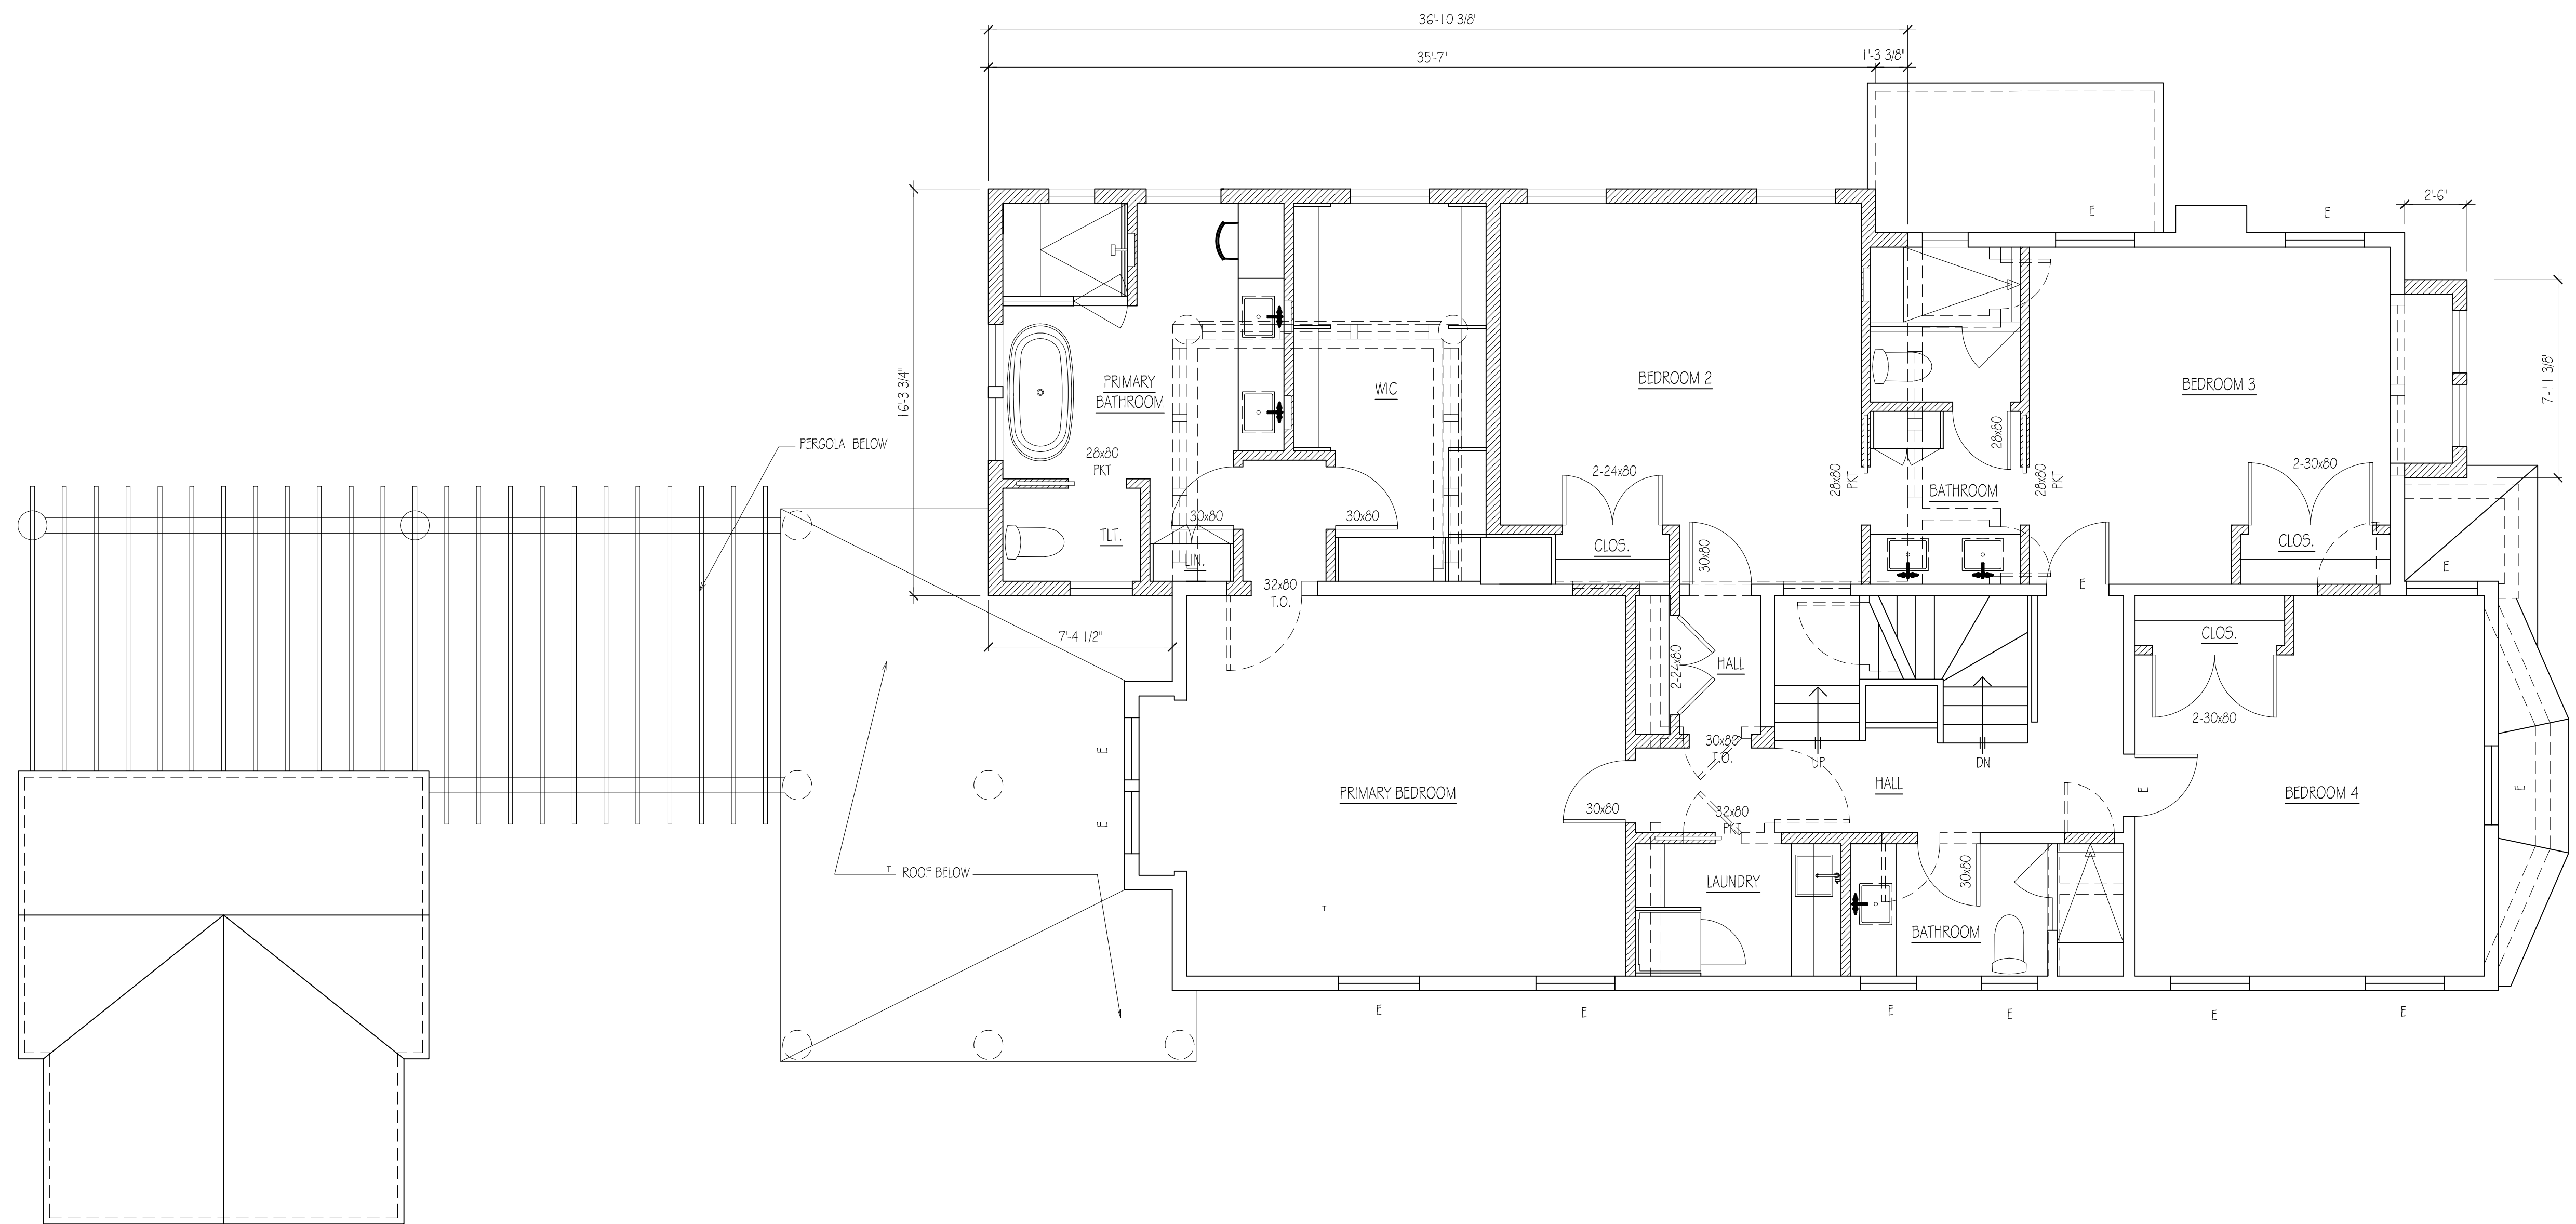 36'-10 3/8"
35'-7"
1'-3 3/8"
2'-6"
E
E
16'-3 3/4"
7'-11 3/8"
PRIMARY
BATHROOM
WIC
BEDROOM 2
BEDROOM 3
PERGOLA BELOW
28x80
PKT
2-24x80
28x80
PKT
28x80
28x80
PKT
2-30x80
BATHROOM
30x80
30x80
TLT.
LIN.
CLOS.
30x80
CLOS.
E
E
32x80
T.O.
7'-4 1/2"
2-24x80
HALL
CLOS.
2-30x80
E
E
30x80
T.O.
UP
DN
PRIMARY BEDROOM
30x80
HALL
E
BEDROOM 4
E
32x80
PKT
T
ROOF BELOW
LAUNDRY
30x80
T
BATHROOM
E
E
E
E
E
E